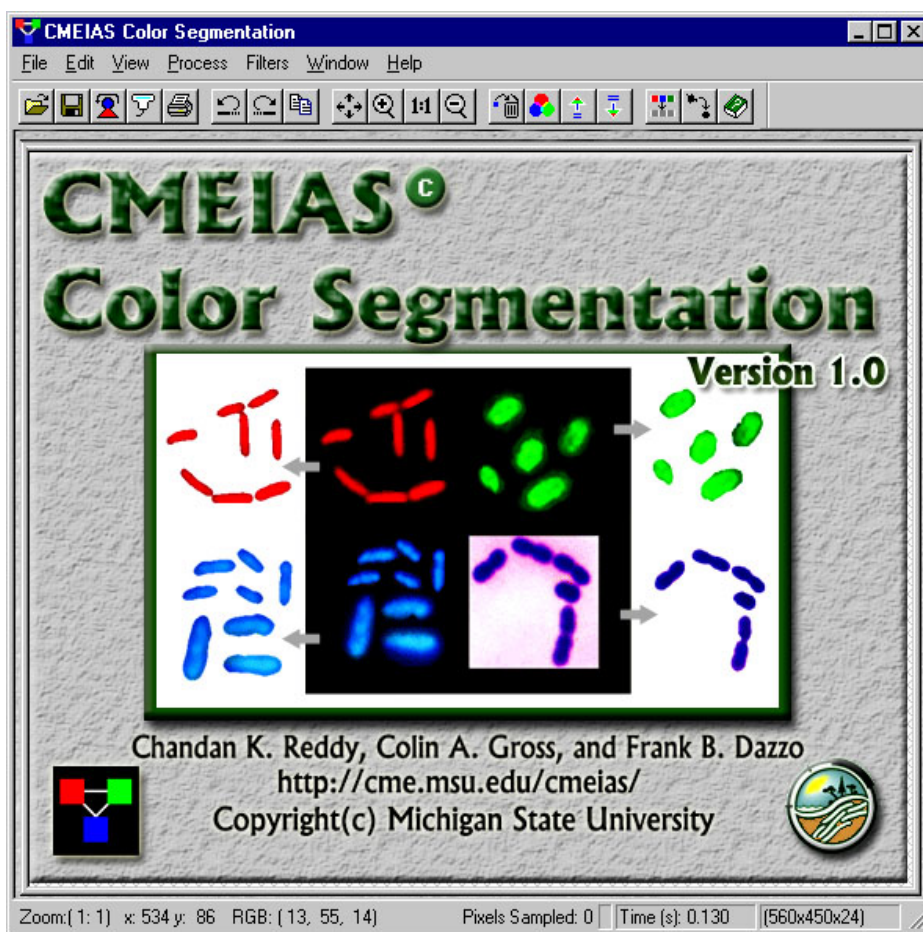 CMEIAS Color Segmentation
File Edit View Process Filters Window Help
1:1
CMEIAS©
Color Segmentation
Version 1.0
Chandan K. Reddy, Colin A. Gross, and Frank B. Dazzo
http://cme.msu.edu/cmeias/
Copyright(c) Michigan State University
Zoom:( 1: 1) x: 534 y: 86 RGB: ( 13, 55, 14) Pixels Sampled: 0 Time (s): 0.130 (560x450x24)